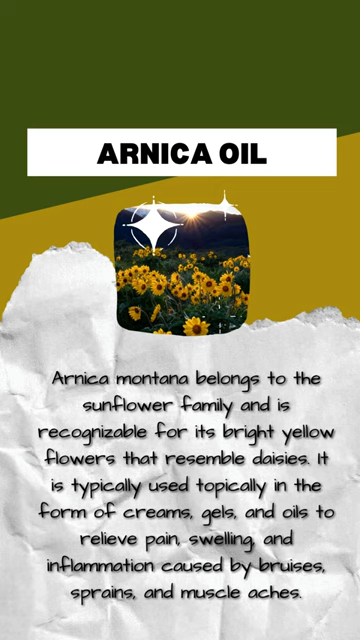 ARNICA OIL
Arnica montana belongs to the
sunflower family and is
recognizable for its bright yellow
flowers that resemble daisies. It
is typically used topically in the
form of creams, gels, and oils to
relieve pain, swelling, and
inflammation caused by bruises,
sprains, and muscle aches.